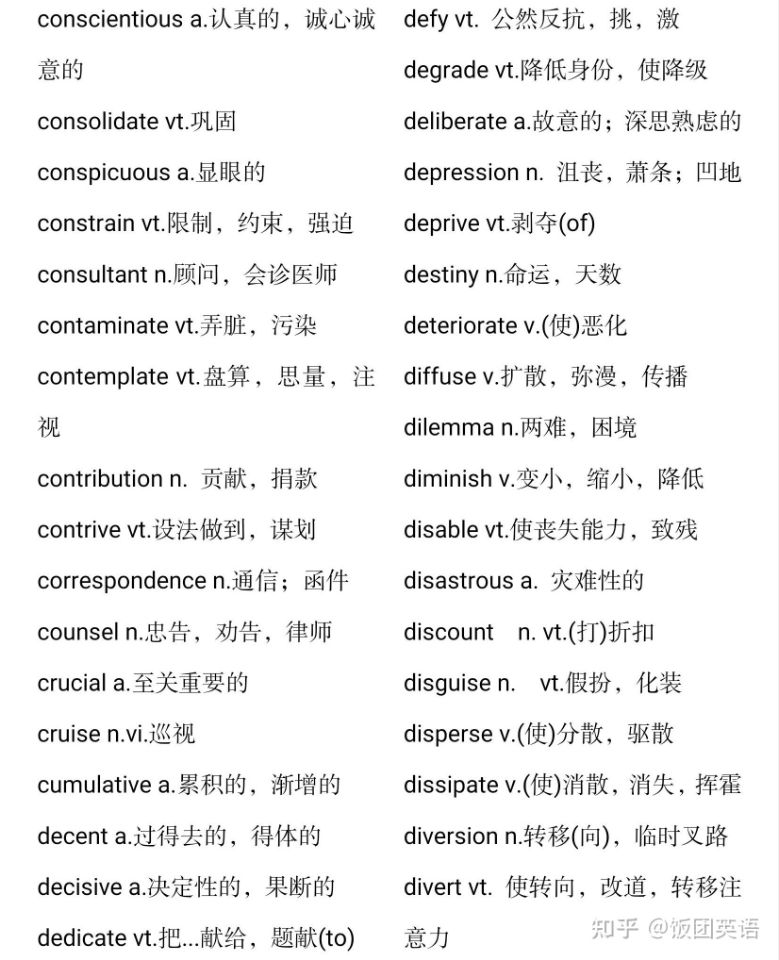 conscientious a.认真的，诚心诚
意的
consolidate vt.巩固
conspicuous a.显眼的
constrain vt.限制，约束，强迫
consultant n.顾问，会诊医师
contaminate vt.弄脏，污染
contemplate vt.盘算，思量，注
视
contribution n. 贡献，捐款
contrive vt.设法做到，谋划
correspondence n.通信；函件
counsel n.忠告，劝告，律师
crucial a.至关重要的
cruise n.vi.巡视
cumulative a.累积的，渐增的
decent a.过得去的，得体的
decisive a.决定性的，果断的
dedicate vt.把...献给，题献(to)
defy vt. 公然反抗，挑，激
degrade vt.降低身份，使降级
deliberate a.故意的；深思熟虑的
depression n. 沮丧，萧条；凹地
deprive vt.剥夺(of)
destiny n.命运，天数
deteriorate v.(使)恶化
diffuse v.扩散，弥漫，传播
dilemma n.两难，困境
diminish v.变小，缩小，降低
disable vt.使丧失能力，致残
disastrous a. 灾难性的
discount n. vt.(打)折扣
disguise n. vt.假扮，化装
disperse v.(使)分散，驱散
dissipate v.(使)消散，消失，挥霍
diversion n.转移(向)，临时叉路
divert vt. 使转向，改道，转移注
意力
知乎 @饭团英语